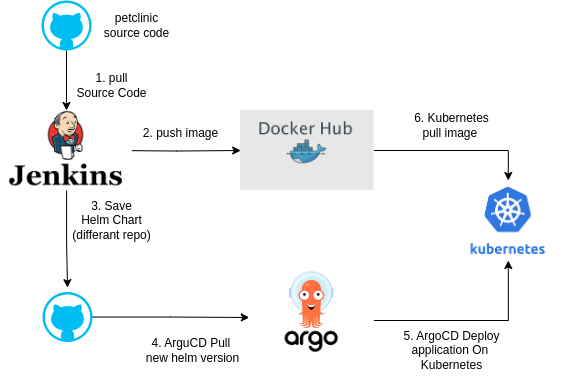 petclinic
source code
1. pull
Source Code
Jenkins
2. push image
Docker Hub
6. Kubernetes
pull image
3. Save
Helm Chart
(differant repo)
kubernetes
4. ArguCD Pull
new helm version
argo
5. ArgoCD Deploy
application On
Kubernetes